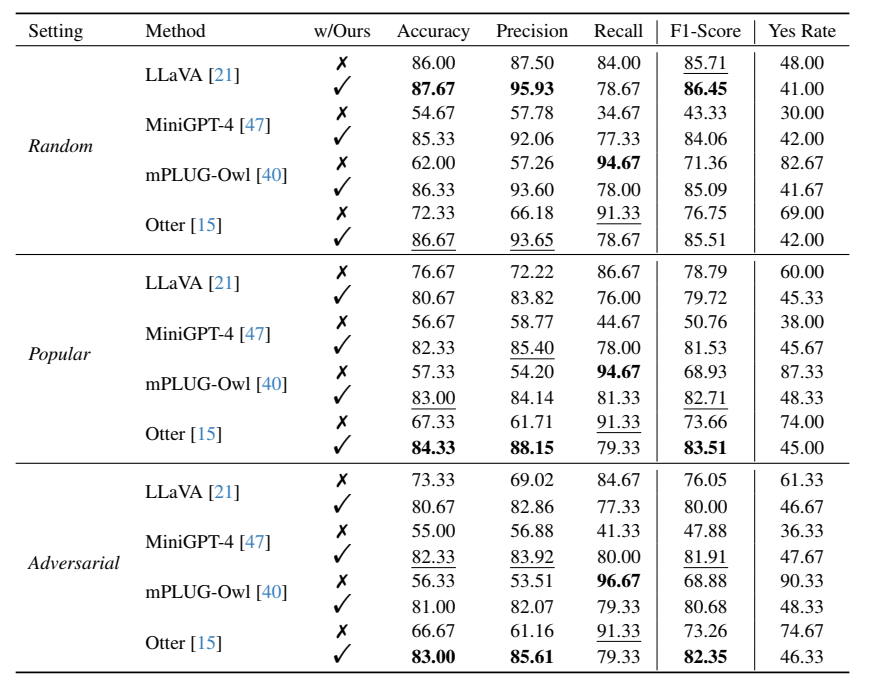 Setting Method w/Ours Accuracy Precision Recall F1-Score Yes Rate
Random
LLaVA [21]
✗ 86.00 87.50 84.00 85.71 48.00
✓ 87.67 95.93 78.67 86.45 41.00
MiniGPT-4 [47]
✗ 54.67 57.78 34.67 43.33 30.00
✓ 85.33 92.06 77.33 84.06 42.00
mPLUG-Owl [40]
✗ 62.00 57.26 94.67 71.36 82.67
✓ 86.33 93.60 78.00 85.09 41.67
Otter [15]
✗ 72.33 66.18 91.33 76.75 69.00
✓ 86.67 93.65 78.67 85.51 42.00
Popular
LLaVA [21]
✗ 76.67 72.22 86.67 78.79 60.00
✓ 80.67 83.82 76.00 79.72 45.33
MiniGPT-4 [47]
✗ 56.67 58.77 44.67 50.76 38.00
✓ 82.33 85.40 78.00 81.53 45.67
mPLUG-Owl [40]
✗ 57.33 54.20 94.67 68.93 87.33
✓ 83.00 84.14 81.33 82.71 48.33
Otter [15]
✗ 67.33 61.71 91.33 73.66 74.00
✓ 84.33 88.15 79.33 83.51 45.00
Adversarial
LLaVA [21]
✗ 73.33 69.02 84.67 76.05 61.33
✓ 80.67 82.86 77.33 80.00 46.67
MiniGPT-4 [47]
✗ 55.00 56.88 41.33 47.88 36.33
✓ 82.33 83.92 80.00 81.91 47.67
mPLUG-Owl [40]
✗ 56.33 53.51 96.67 68.88 90.33
✓ 81.00 82.07 79.33 80.68 48.33
Otter [15]
✗ 66.67 61.16 91.33 73.26 74.67
✓ 83.00 85.61 79.33 82.35 46.33